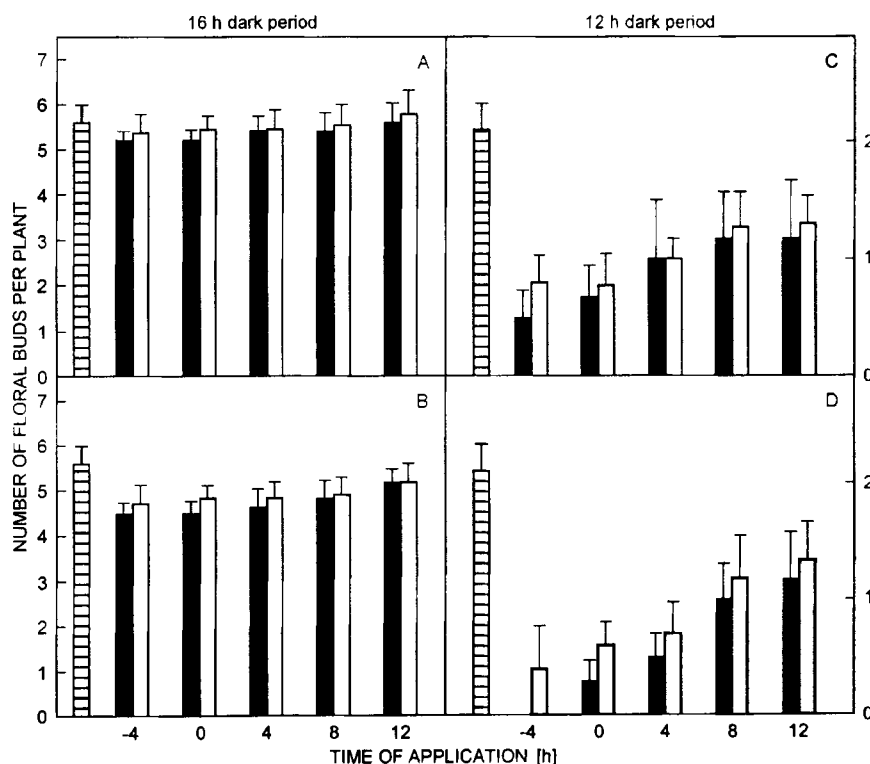 16 h dark period
12 h dark period
NUMBER OF FLORAL BUDS PER PLANT
7
6
5
4
3
2
1
0
A
C
2
1
0
7
6
5
4
3
2
1
0
B
D
2
1
0
-4 0 4 8 12
-4 0 4 8 12
TIME OF APPLICATION [h]